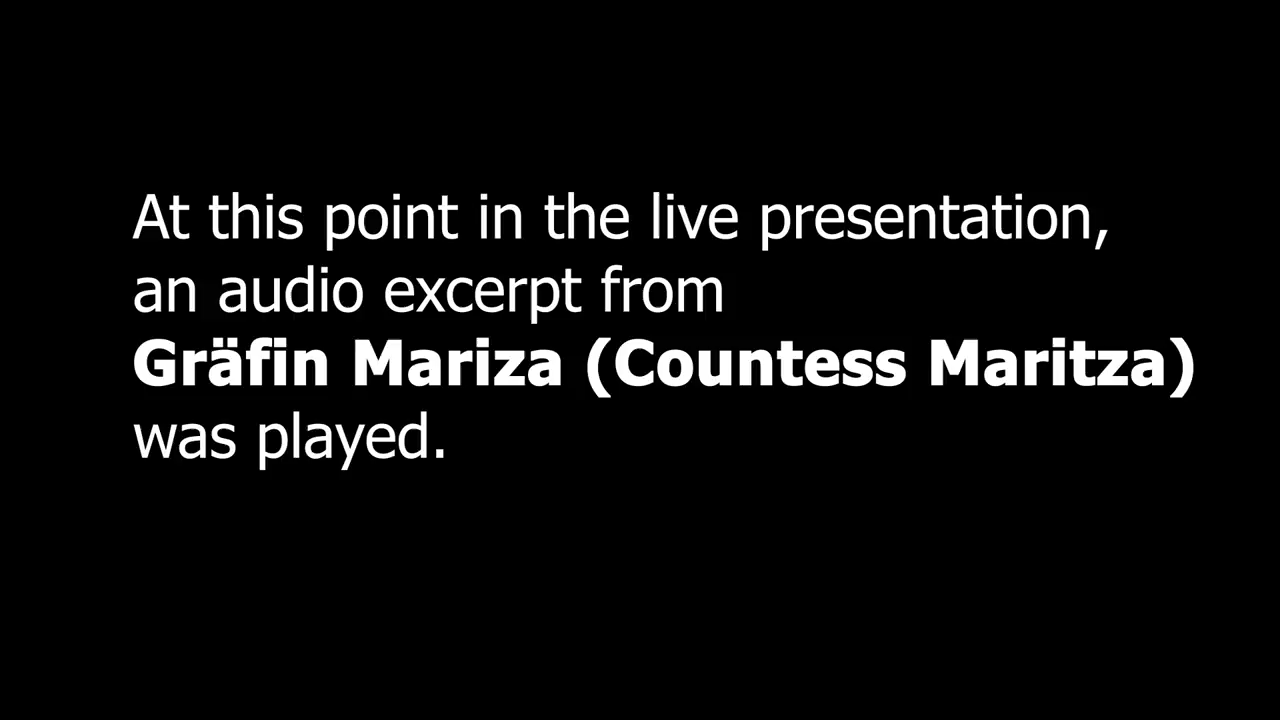 At this point in the live presentation,
an audio excerpt from
Gräfin Mariza (Countess Maritza)
was played.